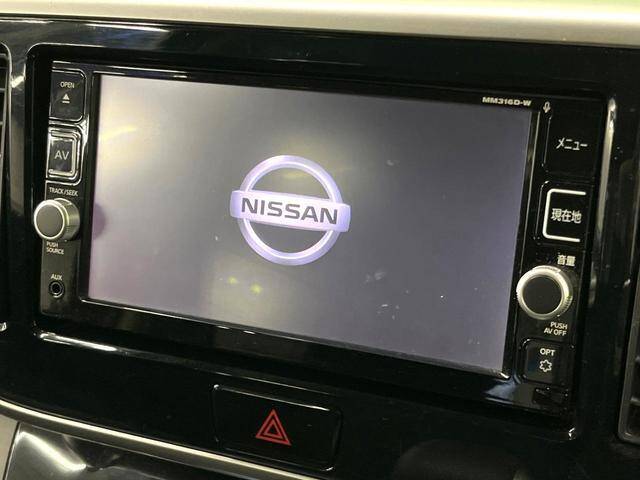 MM316D-W
OPEN
AV
TRACK/SEEK
PUSH
SOURCE
AUX
NISSAN
メニュー
現在地
音量
PUSH
AV OFF
OPT